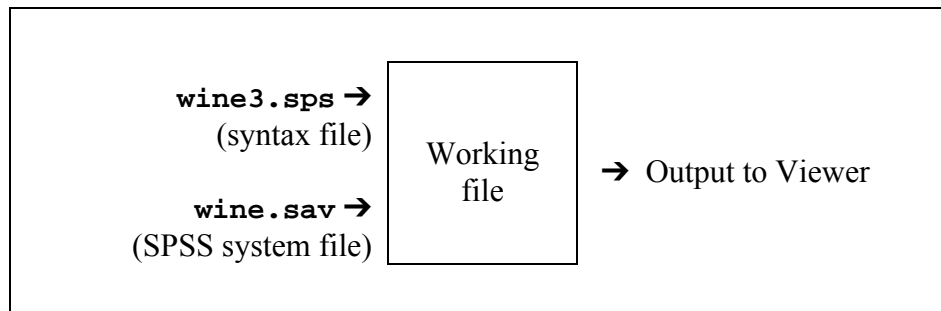 wine3.sps ➔
(syntax file)
wine.sav ➔
(SPSS system file)
Working
file
➔ Output to Viewer